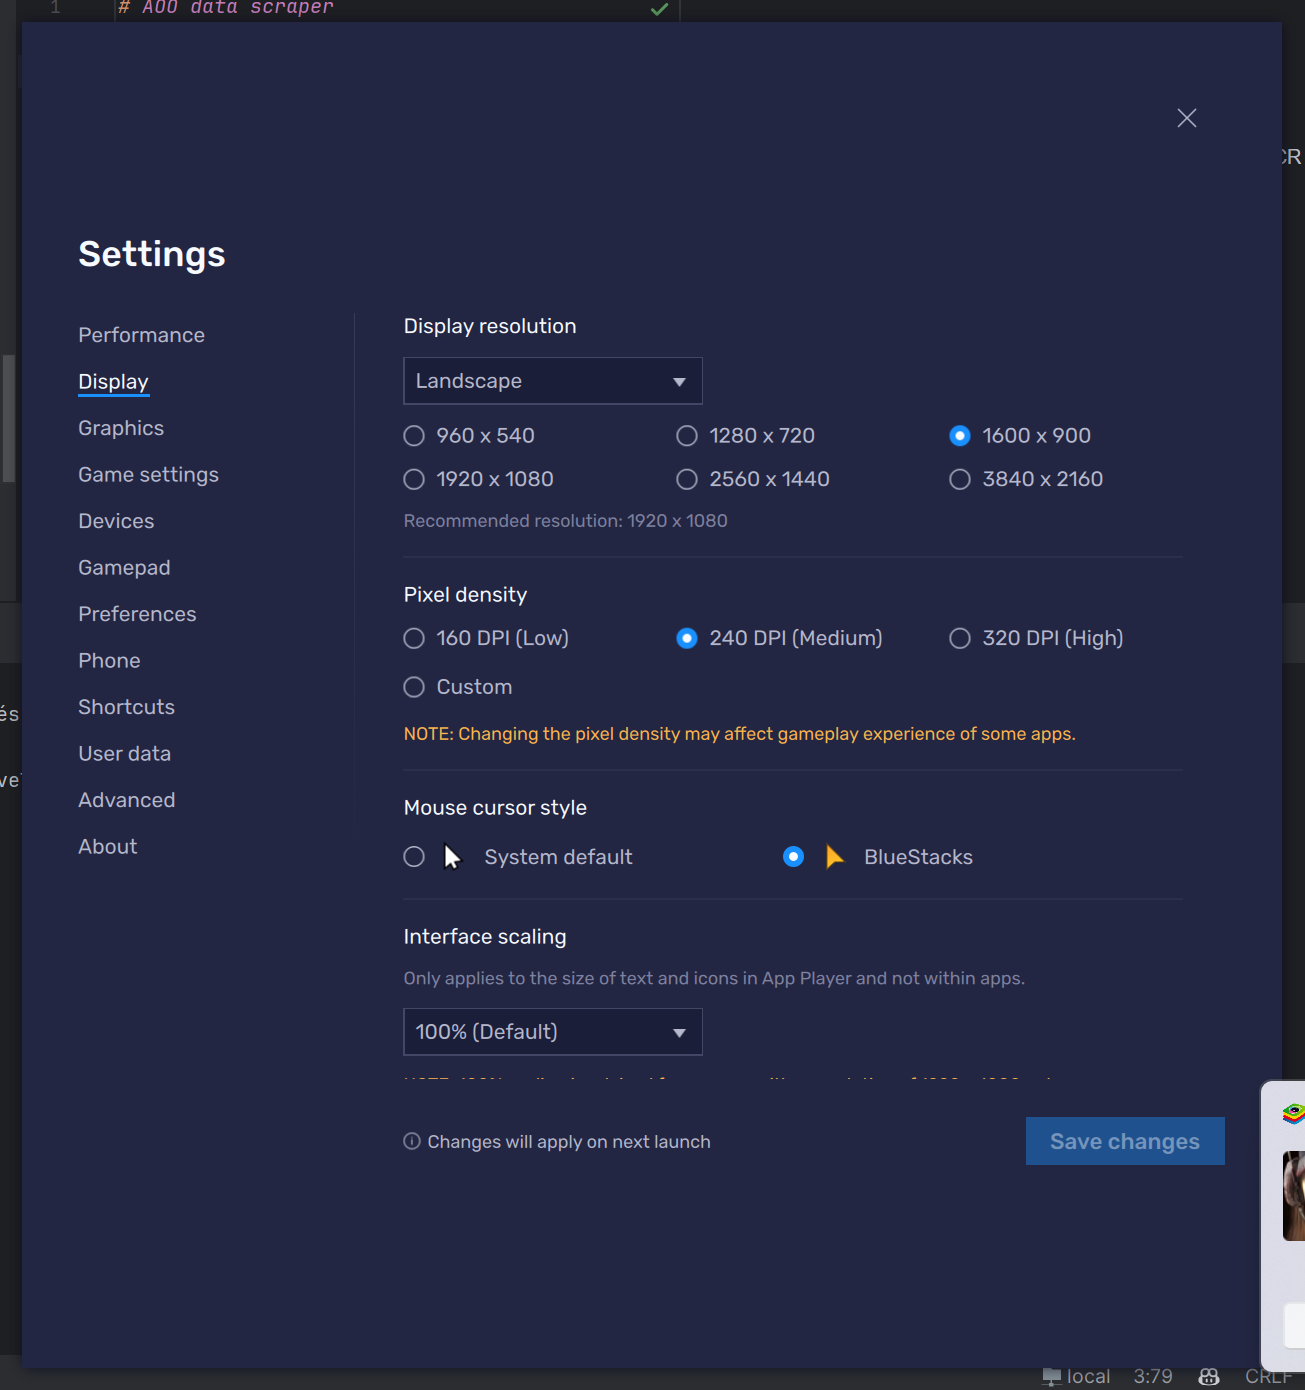 1 # AOO data scraper
CR
Settings
Performance
Display
Graphics
Game settings
Devices
Gamepad
Preferences
Phone
Shortcuts
User data
Advanced
About
Display resolution
Landscape
960 x 540 1280 x 720 1600 x 900
1920 x 1080 2560 x 1440 3840 x 2160
Recommended resolution: 1920 x 1080
Pixel density
160 DPI (Low) 240 DPI (Medium) 320 DPI (High)
Custom
NOTE: Changing the pixel density may affect gameplay experience of some apps.
Mouse cursor style
System default BlueStacks
Interface scaling
Only applies to the size of text and icons in App Player and not within apps.
100% (Default)
Changes will apply on next launch
Save changes
és
ve
local 3:79 CRLF